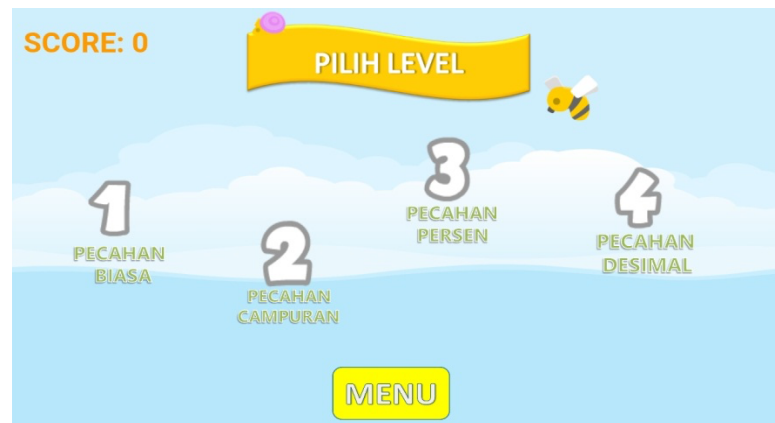 SCORE: 0
PILIH LEVEL
1
PECAHAN
BIASA
2
PECAHAN
CAMPURAN
3
PECAHAN
PERSEN
4
PECAHAN
DESIMAL
MENU